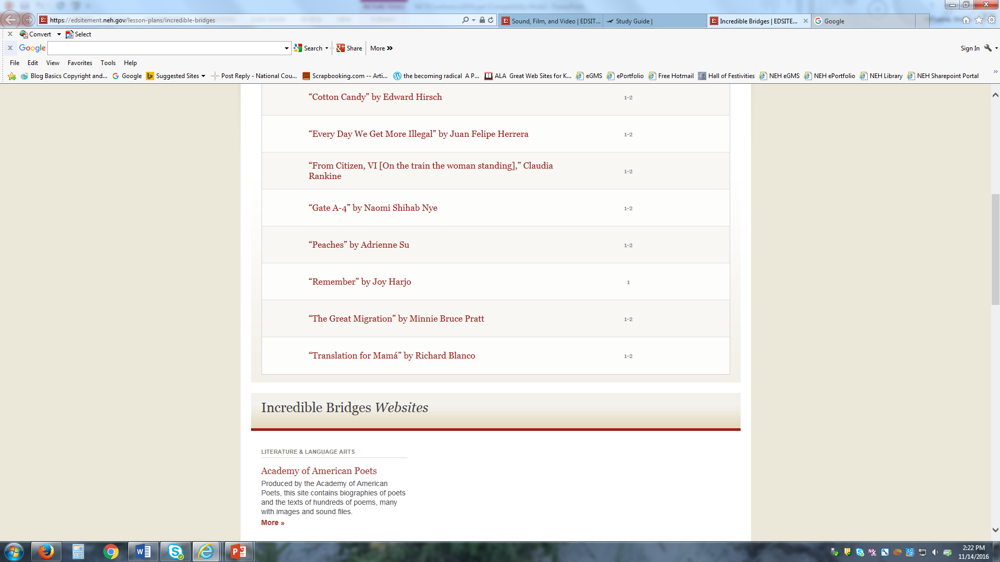 https://edsitement.neh.gov/lesson-plans/incredible-bridges
Sound, Film, and Video | EDSIT...
Study Guide |
Incredible Bridges | EDSITE...
Google
Convert Select
Google Search Share More »
Sign In
File Edit View Favorites Tools Help
Blog Basics Copyright and... Google Suggested Sites Post Reply - National Cou... Scrapbooking.com -- Arti... the becoming radical A P... ALA Great Web Sites for K... eGMS ePortfolio Free Hotmail Hall of Festivities NEH eGMS NEH ePortfolio NEH Library NEH Sharepoint Portal
“Cotton Candy” by Edward Hirsch 1-2
“Every Day We Get More Illegal” by Juan Felipe Herrera 1-2
“From Citizen, VI [On the train the woman standing],” Claudia
Rankine 1-2
“Gate A-4” by Naomi Shihab Nye 1-2
“Peaches” by Adrienne Su 1-2
“Remember” by Joy Harjo 1
“The Great Migration” by Minnie Bruce Pratt 1-2
“Translation for Mamá” by Richard Blanco 1-2
Incredible Bridges Websites
LITERATURE & LANGUAGE ARTS
Academy of American Poets
Produced by the Academy of American
Poets, this site contains biographies of poets
and the texts of hundreds of poems, many
with images and sound files.
More »
2:22 PM
11/14/2016